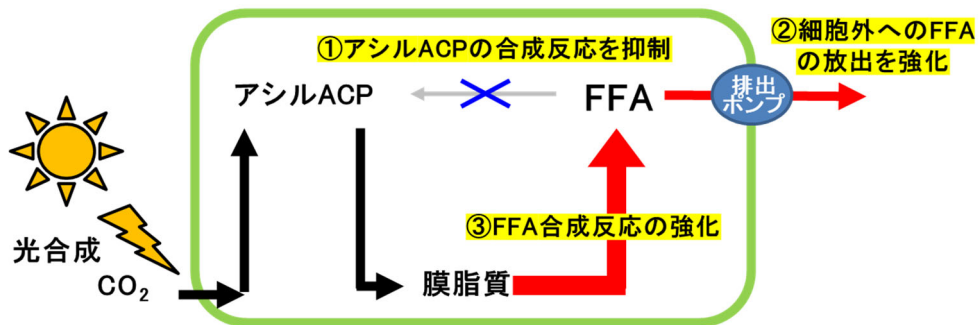 ①アシルACPの合成反応を抑制
②細胞外へのFFA
の放出を強化
アシルACP
FFA
排出
ポンプ
③FFA合成反応の強化
光合成
CO₂
膜脂質